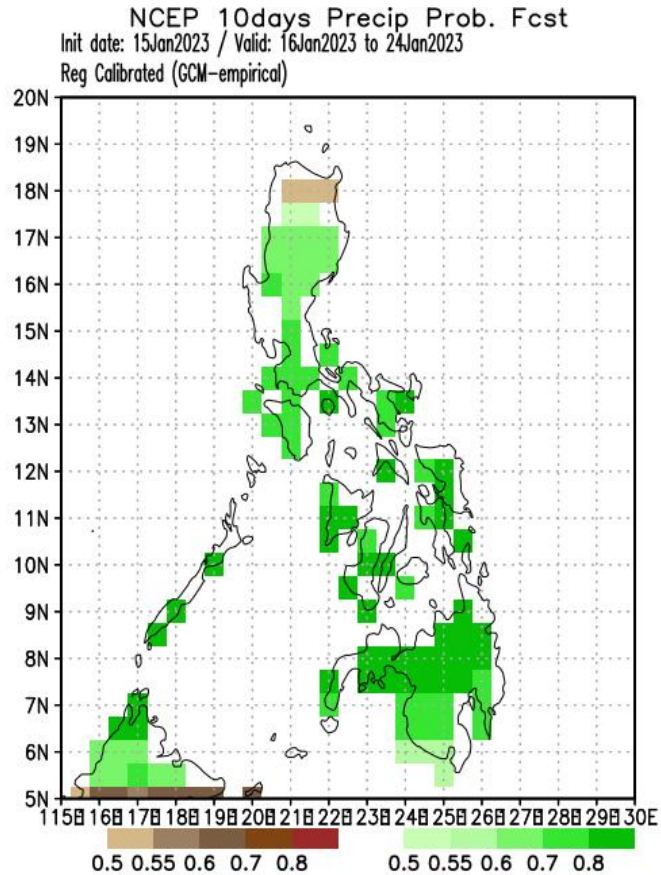 NCEP 10days Precip Prob. Fcst
Init date: 15Jan2023 / Valid: 16Jan2023 to 24Jan2023
Reg Calibrated (GCM-empirical)
20N
19N
18N
17N
16N
15N
14N
13N
12N
11N
10N
9N
8N
7N
6N
5N
115E 116E 117E 118E 119E 120E 121E 122E 123E 124E 125E 126E 127E 128E 129E 130E
0.5 0.55 0.6 0.7 0.8 0.5 0.55 0.6 0.7 0.8